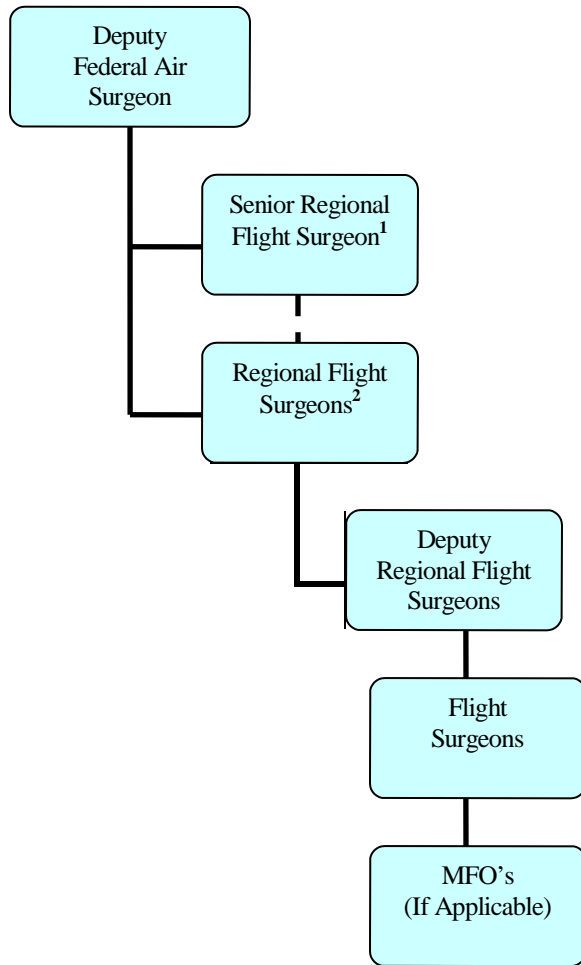 Deputy
Federal Air
Surgeon
Senior Regional
Flight Surgeon1
Regional Flight
Surgeons2
Deputy
Regional Flight
Surgeons
Flight
Surgeons
MFO’s
(If Applicable)